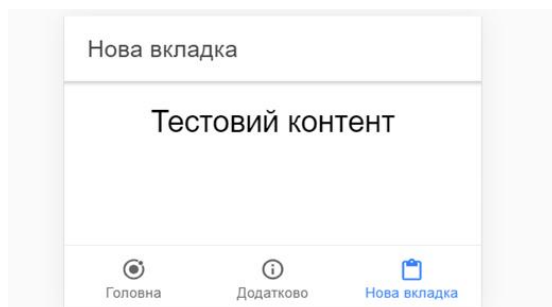 Нова вкладка
Тестовий контент
Головна
Додатково
Нова вкладка